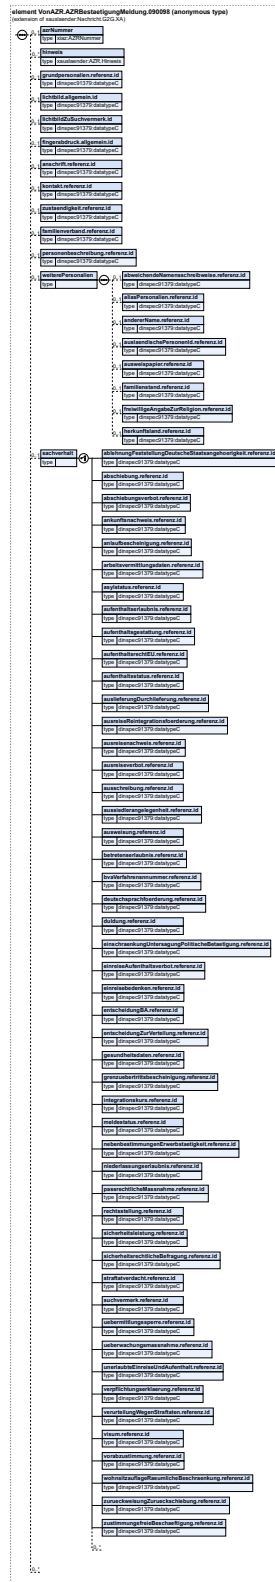 element VonAZR.AZRBestaetigungMeldung.090098 (anonymous type)
(extension of xauslaender:Nachricht.G2G.XA)
azrNummer
type xiaz:AZRNummer
hinweis
type xauslaender:AZR.Hinweis
grundpersonalien.referenz.id
type dinspec91379:datatypeC
lichtbild.allgemein.id
type dinspec91379:datatypeC
lichtbildZuSuchvermerk.id
type dinspec91379:datatypeC
fingerabdruck.allgemein.id
type dinspec91379:datatypeC
anschrift.referenz.id
type dinspec91379:datatypeC
kontakt.referenz.id
type dinspec91379:datatypeC
zustaendigkeit.referenz.id
type dinspec91379:datatypeC
familienverband.referenz.id
type dinspec91379:datatypeC
personenbeschreibung.referenz.id
type dinspec91379:datatypeC
weiterePersonalien
type
abweichendeNamensschreibweise.referenz.id
type dinspec91379:datatypeC
aliasPersonalien.referenz.id
type dinspec91379:datatypeC
andererName.referenz.id
type dinspec91379:datatypeC
auslaendischePersonenId.referenz.id
type dinspec91379:datatypeC
ausweispapier.referenz.id
type dinspec91379:datatypeC
familienstand.referenz.id
type dinspec91379:datatypeC
freiwilligeAngabeZurReligion.referenz.id
type dinspec91379:datatypeC
herkunftsland.referenz.id
type dinspec91379:datatypeC
sachverhalt
type
ablehnungFeststellungDeutscheStaatsangehoerigkeit.referenz.id
type dinspec91379:datatypeC
abschiebung.referenz.id
type dinspec91379:datatypeC
abschiebungsverbot.referenz.id
type dinspec91379:datatypeC
ankunftsnachweis.referenz.id
type dinspec91379:datatypeC
anlaufbescheinigung.referenz.id
type dinspec91379:datatypeC
arbeitsvermittlungsdaten.referenz.id
type dinspec91379:datatypeC
asylstatus.referenz.id
type dinspec91379:datatypeC
aufenthaltserlaubnis.referenz.id
type dinspec91379:datatypeC
aufenthaltsgestattung.referenz.id
type dinspec91379:datatypeC
aufenthaltsrechtEU.referenz.id
type dinspec91379:datatypeC
aufenthaltsstatus.referenz.id
type dinspec91379:datatypeC
auslieferungDurchlieferung.referenz.id
type dinspec91379:datatypeC
ausreiseReintegrationsfoerderung.referenz.id
type dinspec91379:datatypeC
ausreisenachweis.referenz.id
type dinspec91379:datatypeC
ausreiseverbot.referenz.id
type dinspec91379:datatypeC
ausschreibung.referenz.id
type dinspec91379:datatypeC
aussiedlerangelegenheit.referenz.id
type dinspec91379:datatypeC
ausweisung.referenz.id
type dinspec91379:datatypeC
betretenserlaubnis.referenz.id
type dinspec91379:datatypeC
bvaVerfahrensnummer.referenz.id
type dinspec91379:datatypeC
deutschsprachfoerderung.referenz.id
type dinspec91379:datatypeC
duldung.referenz.id
type dinspec91379:datatypeC
einschraenkungUntersagungPolitischeBetaetigung.referenz.id
type dinspec91379:datatypeC
einreiseAufenthaltsverbot.referenz.id
type dinspec91379:datatypeC
einreisebedenken.referenz.id
type dinspec91379:datatypeC
entscheidungBA.referenz.id
type dinspec91379:datatypeC
entscheidungZurVerteilung.referenz.id
type dinspec91379:datatypeC
gesundheitsdaten.referenz.id
type dinspec91379:datatypeC
grenzuebertrittsbescheinigung.referenz.id
type dinspec91379:datatypeC
integrationskurs.referenz.id
type dinspec91379:datatypeC
meldestatus.referenz.id
type dinspec91379:datatypeC
nebenbestimmungenErwerbstaetigkeit.referenz.id
type dinspec91379:datatypeC
niederlassungserlaubnis.referenz.id
type dinspec91379:datatypeC
passrechtlicheMassnahme.referenz.id
type dinspec91379:datatypeC
rechtsstellung.referenz.id
type dinspec91379:datatypeC
sicherheitsleistung.referenz.id
type dinspec91379:datatypeC
sicherheitsrechtlicheBefragung.referenz.id
type dinspec91379:datatypeC
straftatverdacht.referenz.id
type dinspec91379:datatypeC
suchvermerk.referenz.id
type dinspec91379:datatypeC
uebermittlungssperre.referenz.id
type dinspec91379:datatypeC
ueberwachungsmassnahme.referenz.id
type dinspec91379:datatypeC
unerlaubteEinreiseUndAufenthalt.referenz.id
type dinspec91379:datatypeC
verpflichtungserklaerung.referenz.id
type dinspec91379:datatypeC
verurteilungWegenStraftaten.referenz.id
type dinspec91379:datatypeC
visum.referenz.id
type dinspec91379:datatypeC
vorabzustimmung.referenz.id
type dinspec91379:datatypeC
wohnsitzauflageRaeumlicheBeschraenkung.referenz.id
type dinspec91379:datatypeC
zurueckweisungZurueckschiebung.referenz.id
type dinspec91379:datatypeC
zustimmungsfreieBeschaeftigung.referenz.id
type dinspec91379:datatypeC